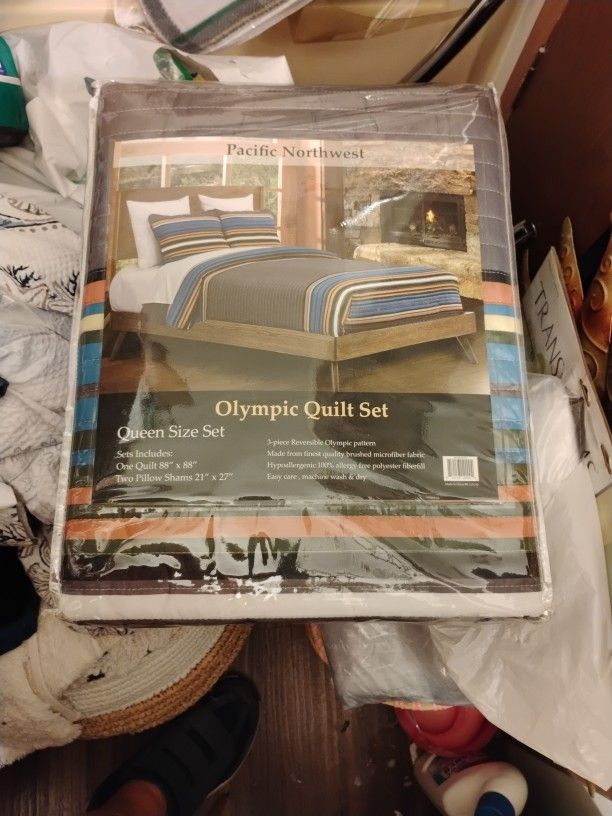 Pacific Northwest
Olympic Quilt Set
Queen Size Set
Sets Includes:
One Quilt 88" x 88"
Two Pillow Shams 21" x 27"
3-piece Reversible Olympic pattern
Made from finest quality brushed microfiber fabric
Hypoallergenic 100% allergy-free polyester fiberfill
Easy care , machine wash & dry
TRANS